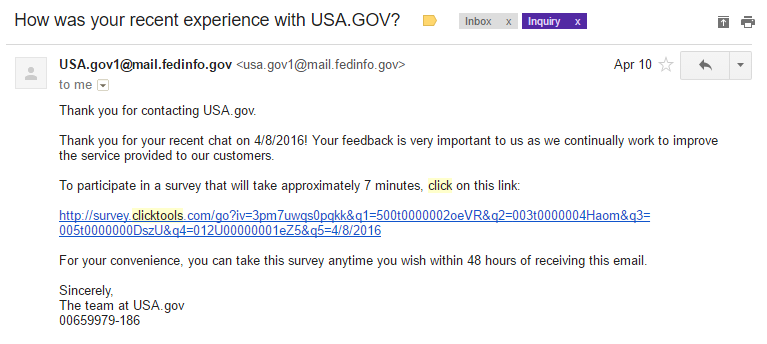 How was your recent experience with USA.GOV?
Inbox x
Inquiry x
USA.gov1@mail.fedinfo.gov <usa.gov1@mail.fedinfo.gov>
Apr 10
to me
Thank you for contacting USA.gov.
Thank you for your recent chat on 4/8/2016! Your feedback is very important to us as we continually work to improve
the service provided to our customers.
To participate in a survey that will take approximately 7 minutes, click on this link:
http://survey.clicktools.com/go?iv=3pm7uwqs0pqkk&q1=500t0000002oeVR&q2=003t0000004Haom&q3=
005t0000000DszU&q4=012U00000001eZ5&q5=4/8/2016
For your convenience, you can take this survey anytime you wish within 48 hours of receiving this email.
Sincerely,
The team at USA.gov
00659979-186